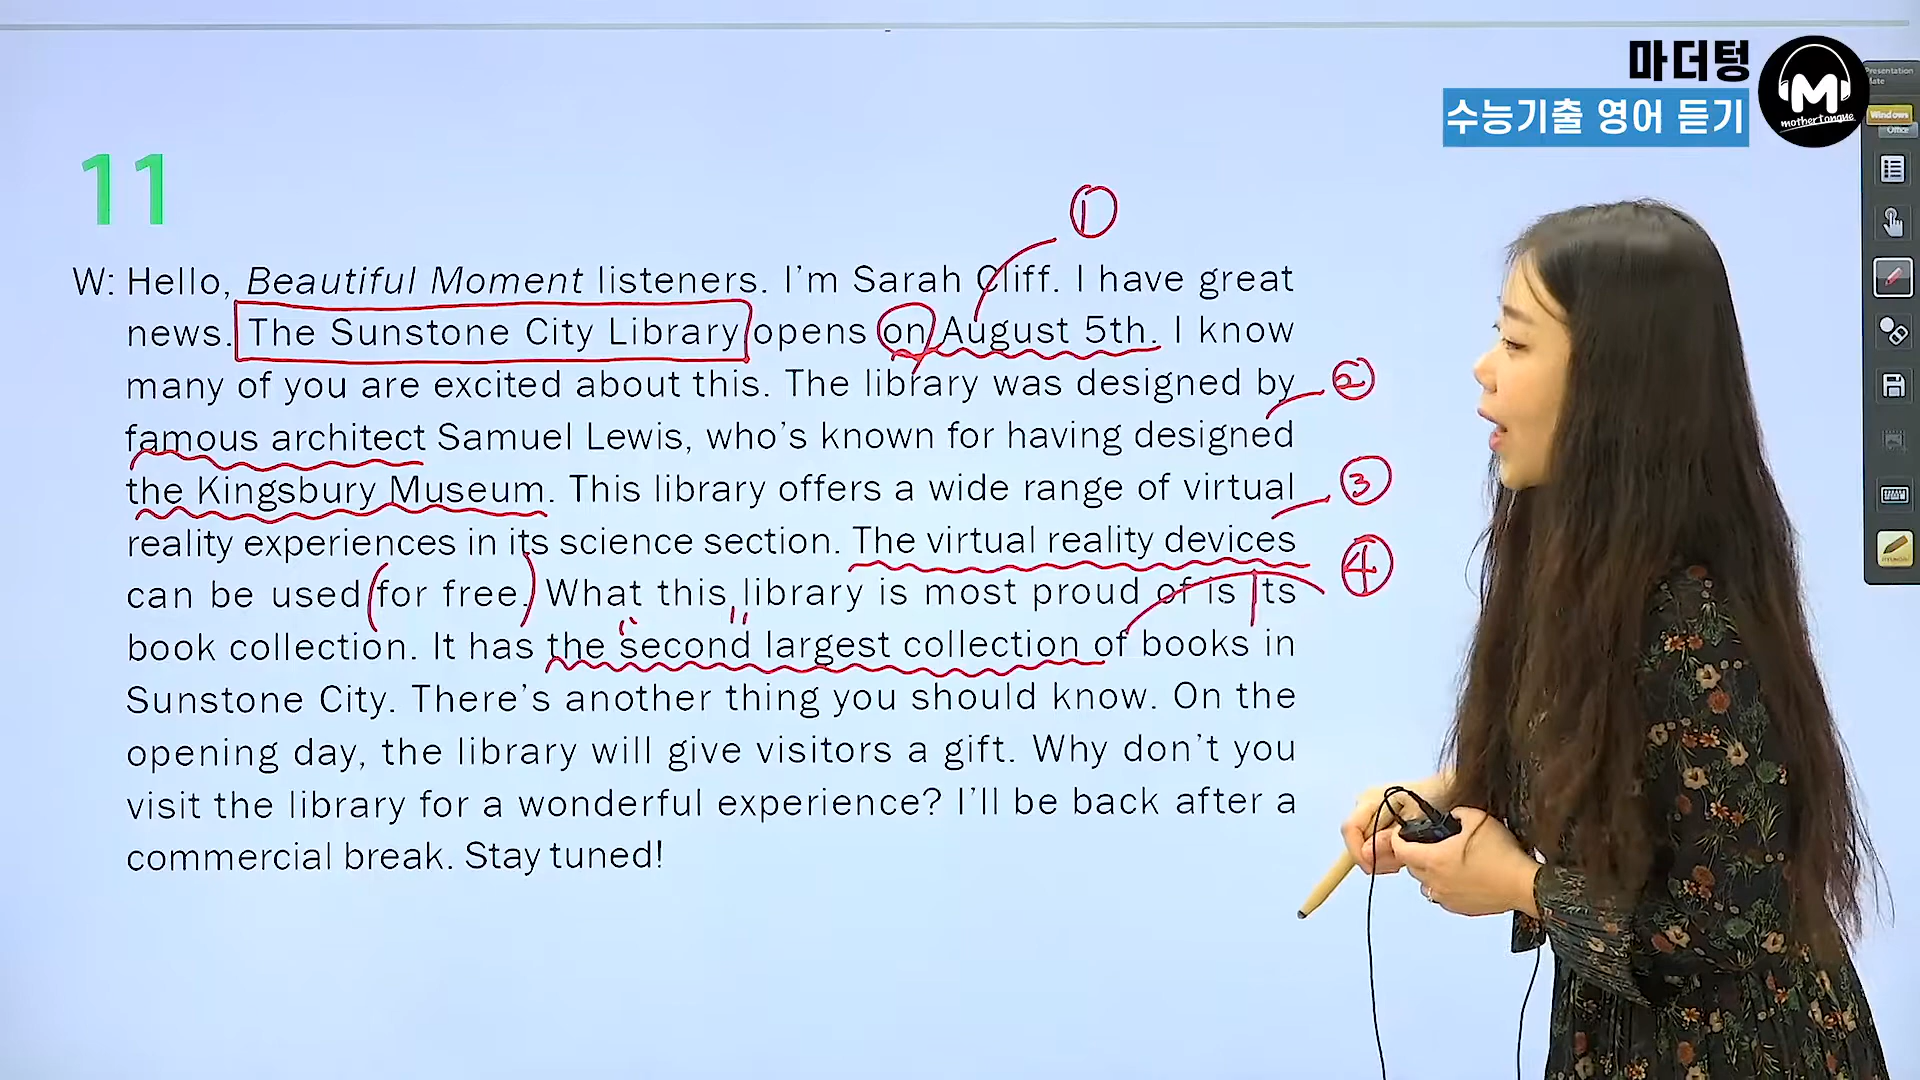 마더텅
수능기출 영어 듣기
M
mothertongue
Presentation
Mate
Windows
Office
11
①
W: Hello, Beautiful Moment listeners. I’m Sarah Cliff. I have great
news. The Sunstone City Library opens on August 5th. I know
many of you are excited about this. The library was designed by
②
famous architect Samuel Lewis, who’s known for having designed
the Kingsbury Museum. This library offers a wide range of virtual
③
reality experiences in its science section. The virtual reality devices
④
can be used for free. What this library is most proud of is its
book collection. It has the second largest collection of books in
Sunstone City. There’s another thing you should know. On the
opening day, the library will give visitors a gift. Why don’t you
visit the library for a wonderful experience? I’ll be back after a
commercial break. Stay tuned!